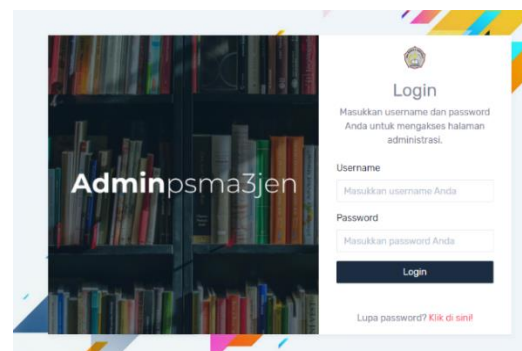 Adminpsma3jen
Login
Masukkan username dan password
Anda untuk mengakses halaman
administrasi.
Username
Masukkan username Anda
Password
Masukkan password Anda
Login
Lupa password? Klik di sini!